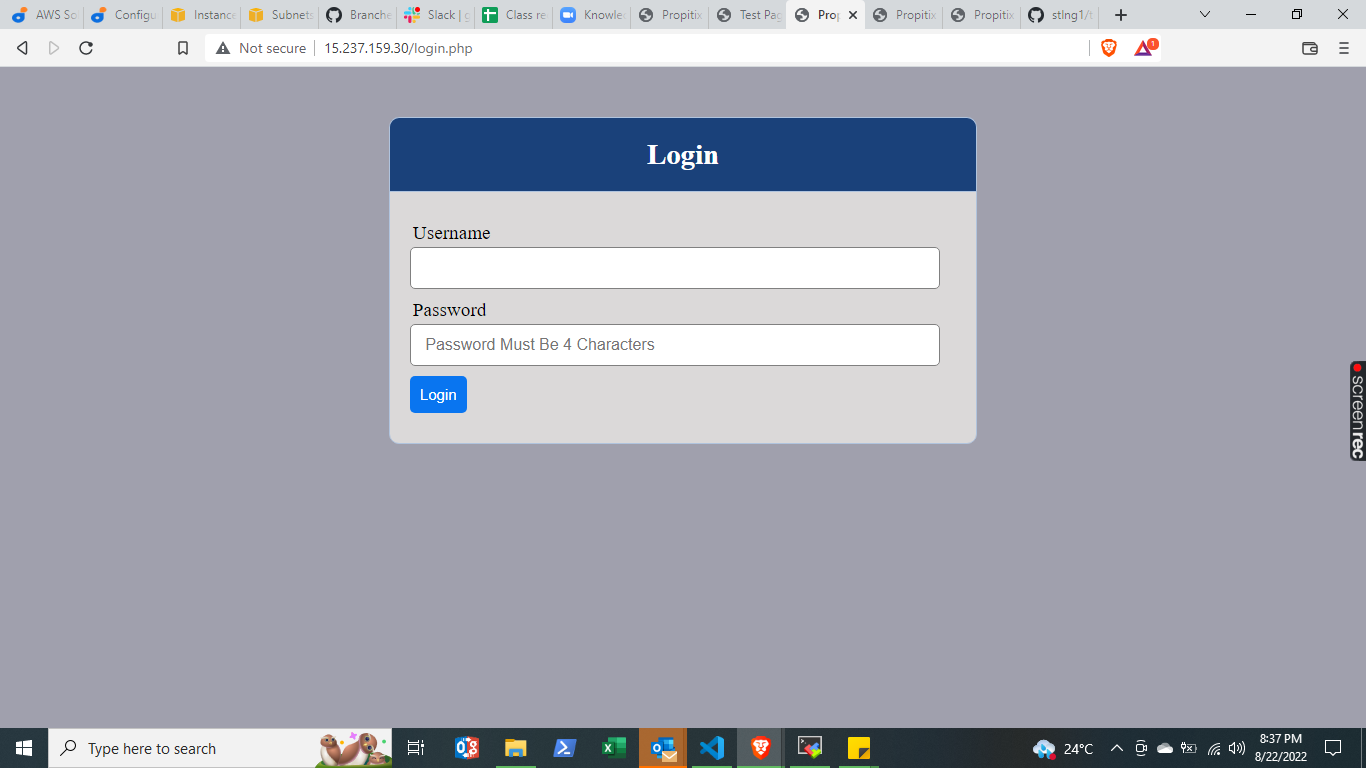 AWS So
Configu
Instance
Subnets
Branche
Slack | g
Class re
Knowled
Propitix
Test Pag
Prop
Propitix
Propitix
stlng1/t
Not secure
15.237.159.30/login.php
1
Login
Username
Password
Password Must Be 4 Characters
Login
screenrec
Type here to search
24°C
8:37 PM
8/22/2022